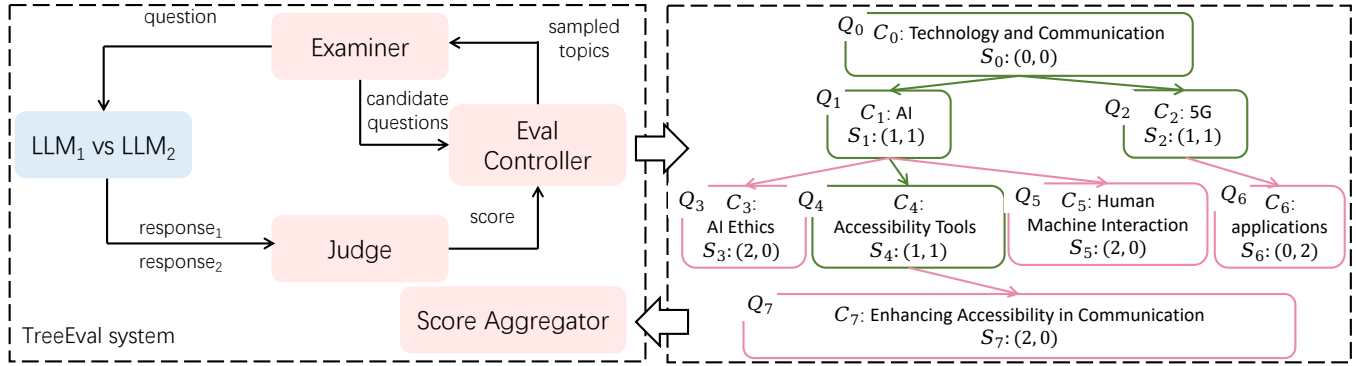 question
Examiner
sampled
topics
candidate
questions
LLM₁ vs LLM₂
Eval
Controller
response₁
response₂
score
Judge
Score Aggregator
TreeEval system
Q₀
C₀: Technology and Communication
S₀: (0, 0)
Q₁
C₁: AI
S₁: (1, 1)
Q₂
C₂: 5G
S₂: (1, 1)
Q₃
C₃:
AI Ethics
S₃: (2, 0)
Q₄
C₄:
Accessibility Tools
S₄: (1, 1)
Q₅
C₅: Human
Machine Interaction
S₅: (2, 0)
Q₆
C₆:
applications
S₆: (0, 2)
Q₇
C₇: Enhancing Accessibility in Communication
S₇: (2, 0)